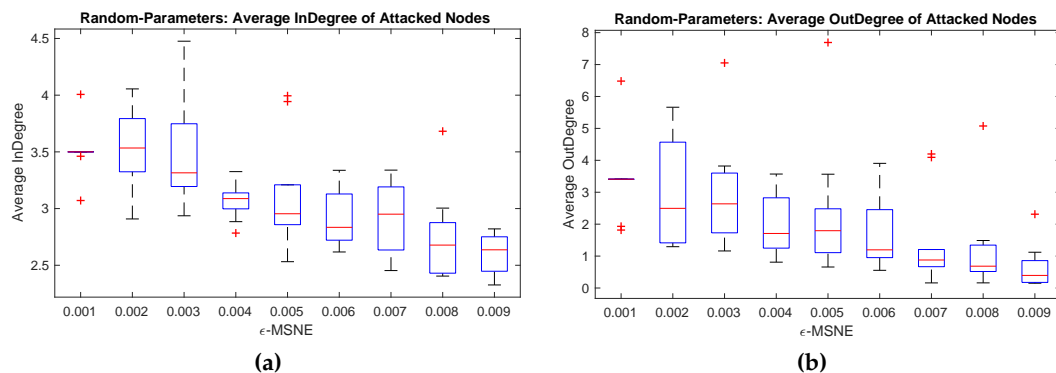 Random-Parameters: Average InDegree of Attacked Nodes
Average InDegree
4.5
4
3.5
3
2.5
0.001 0.002 0.003 0.004 0.005 0.006 0.007 0.008 0.009
ϵ-MSNE
(a)
Random-Parameters: Average OutDegree of Attacked Nodes
Average OutDegree
8
7
6
5
4
3
2
1
0
0.001 0.002 0.003 0.004 0.005 0.006 0.007 0.008 0.009
ϵ-MSNE
(b)